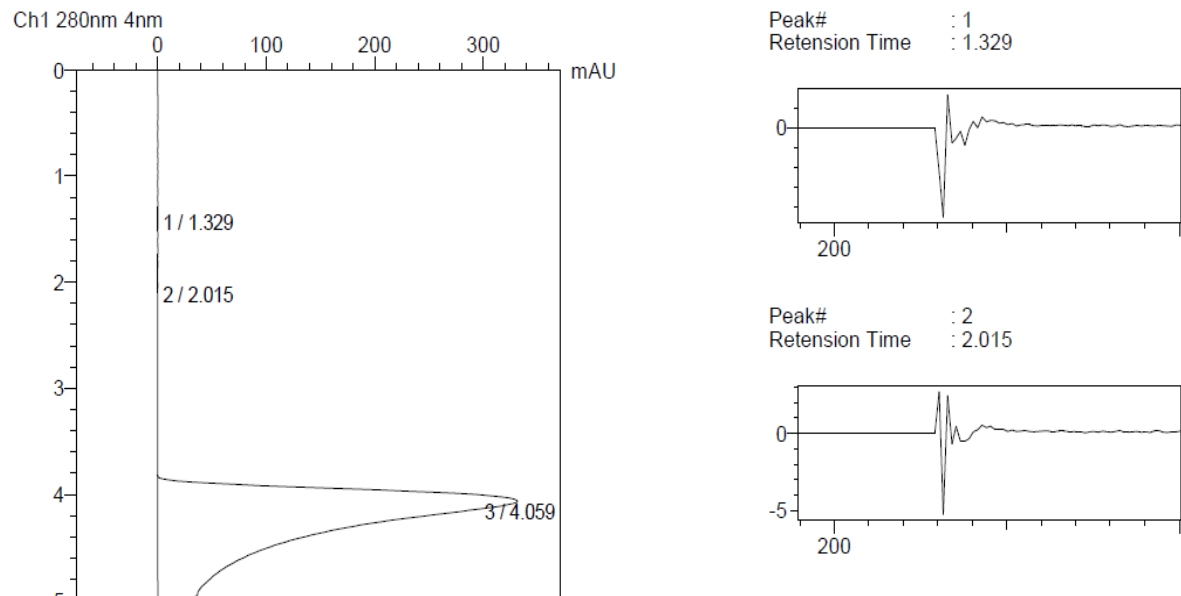 Ch1 280nm 4nm
0 100 200 300
mAU
0
1
1 / 1.329
2
2 / 2.015
3
4
3 / 4.059
5
Peak# : 1
Retension Time : 1.329
0
200
Peak# : 2
Retension Time : 2.015
0
-5
200